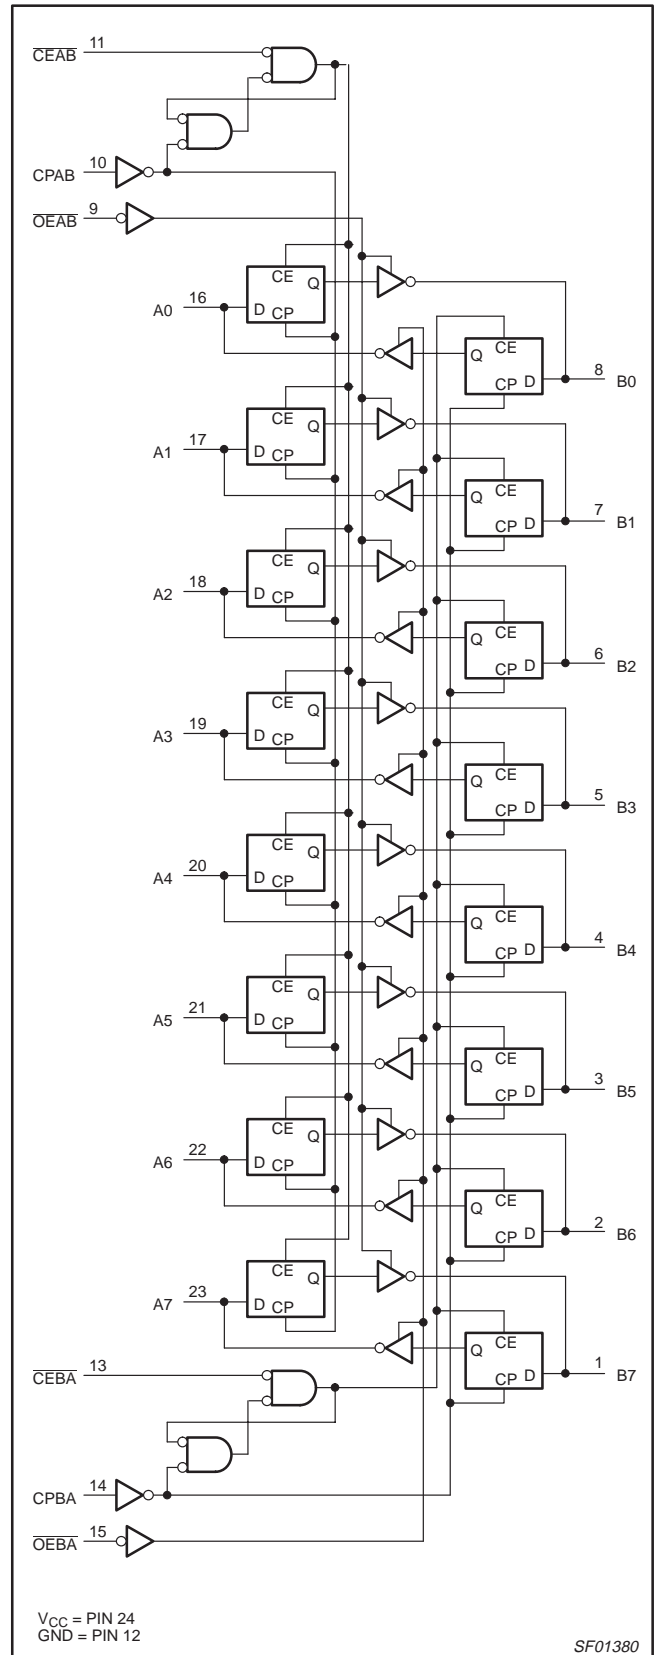 CEAB 11
CPAB 10
OEAB 9
CE
D Q
CP
A0 16
Q CE
CP D
8 B0
CE
D Q
CP
A1 17
Q CE
CP D
7 B1
CE
D Q
CP
A2 18
Q CE
CP D
6 B2
CE
D Q
CP
A3 19
Q CE
CP D
5 B3
CE
D Q
CP
A4 20
Q CE
CP D
4 B4
CE
D Q
CP
A5 21
Q CE
CP D
3 B5
CE
D Q
CP
A6 22
Q CE
CP D
2 B6
CE
D Q
CP
A7 23
Q CE
CP D
1 B7
CEBA 13
CPBA 14
OEBA 15
VCC = PIN 24
GND = PIN 12
SF01380